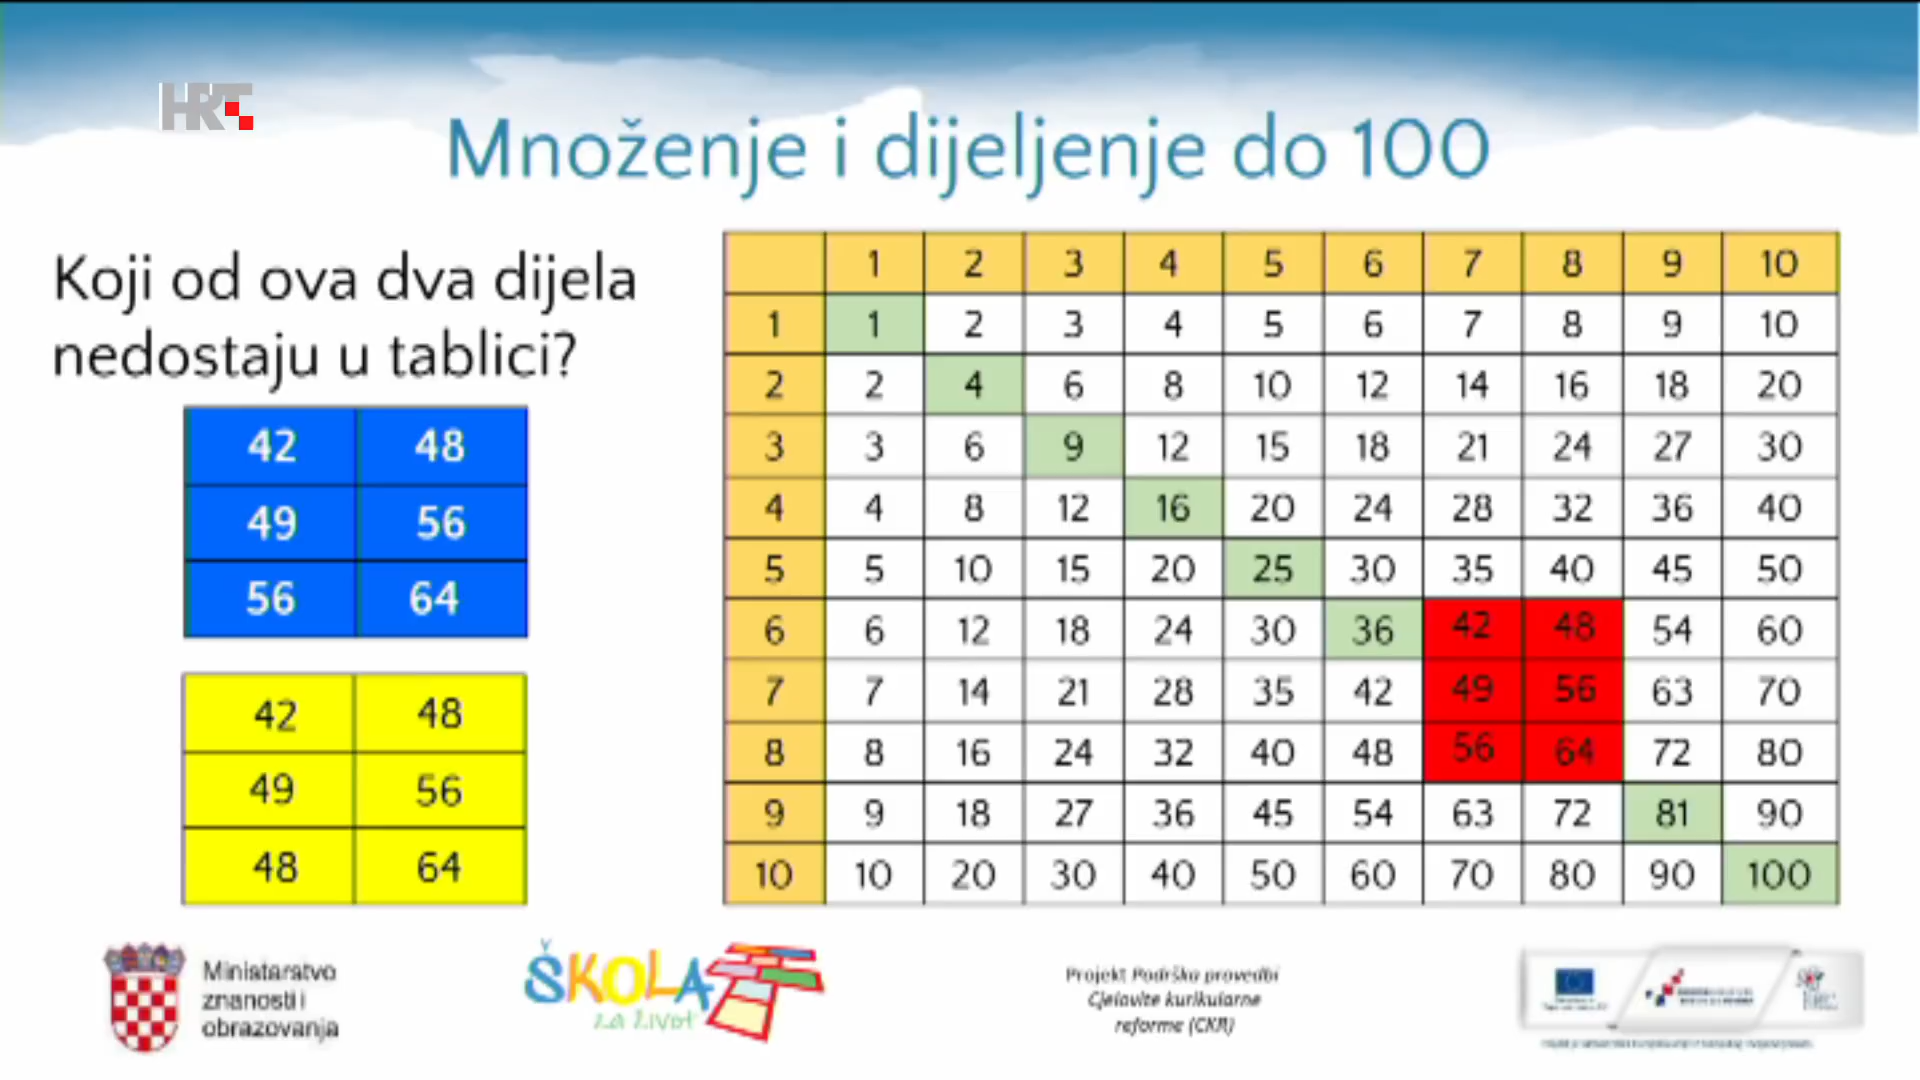 HRT
Množenje i dijeljenje do 100
Koji od ova dva dijela
nedostaju u tablici?
42 48
49 56
56 64
42 48
49 56
48 64
1 2 3 4 5 6 7 8 9 10
1 1 2 3 4 5 6 7 8 9 10
2 2 4 6 8 10 12 14 16 18 20
3 3 6 9 12 15 18 21 24 27 30
4 4 8 12 16 20 24 28 32 36 40
5 5 10 15 20 25 30 35 40 45 50
6 6 12 18 24 30 36 42 48 54 60
7 7 14 21 28 35 42 49 56 63 70
8 8 16 24 32 40 48 56 64 72 80
9 9 18 27 36 45 54 63 72 81 90
10 10 20 30 40 50 60 70 80 90 100
Ministarstvo
znanosti i
obrazovanja
ŠKOLA
za život
Projekt Podrška provedbi
Cjelovite kurikularne
reforme (CKR)